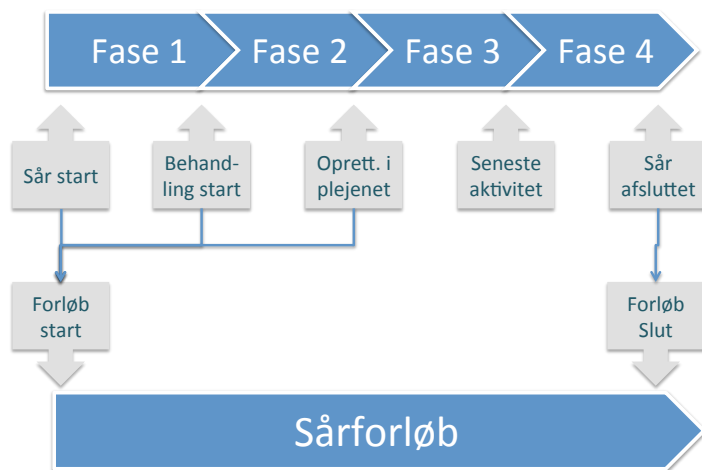 Fase 1
Fase 2
Fase 3
Fase 4
Sår start
Behand-
ling start
Oprett. i
plejenet
Seneste
aktivitet
Sår
afsluttet
Forløb
start
Forløb
Slut
Sårforløb